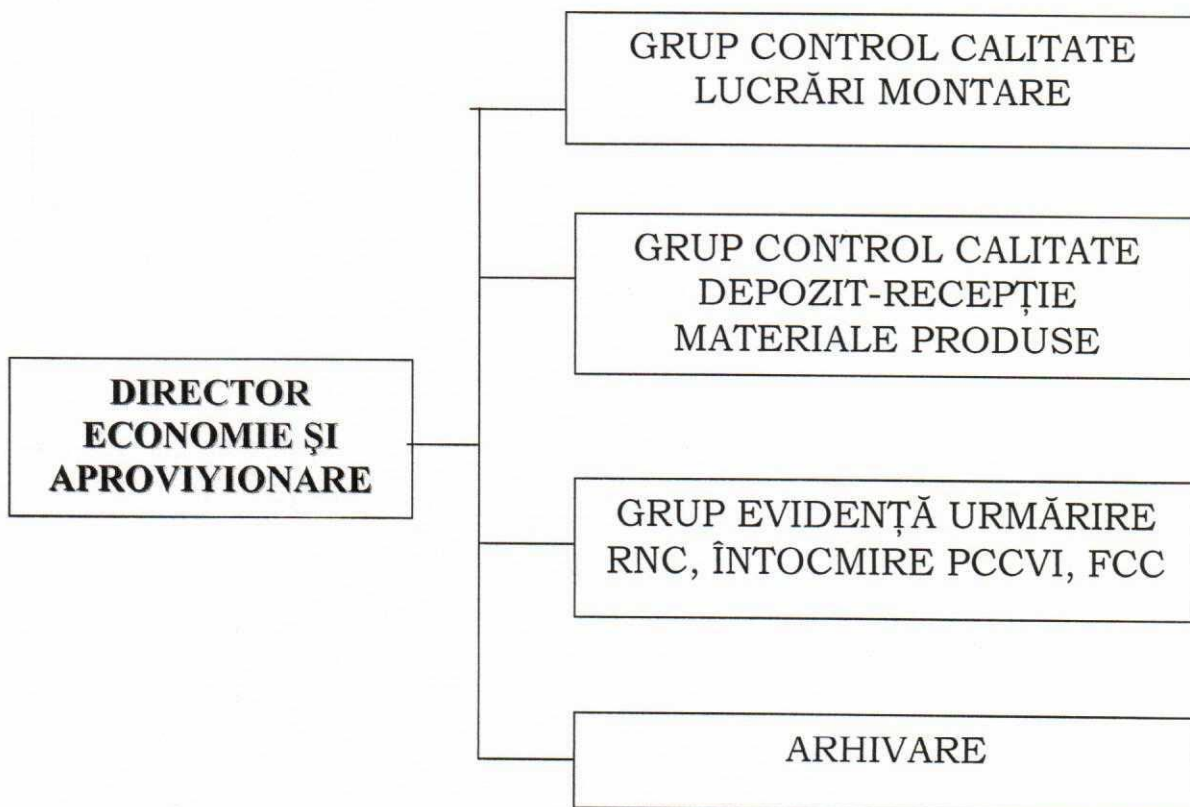 GRUP CONTROL CALITATE
LUCRĂRI MONTARE
GRUP CONTROL CALITATE
DEPOZIT-RECEPȚIE
MATERIALE PRODUSE
DIRECTOR
ECONOMIE ȘI
APROVIYIONARE
GRUP EVIDENȚĂ URMĂRIRE
RNC, ÎNTOCMIRE PCCVI, FCC
ARHIVARE